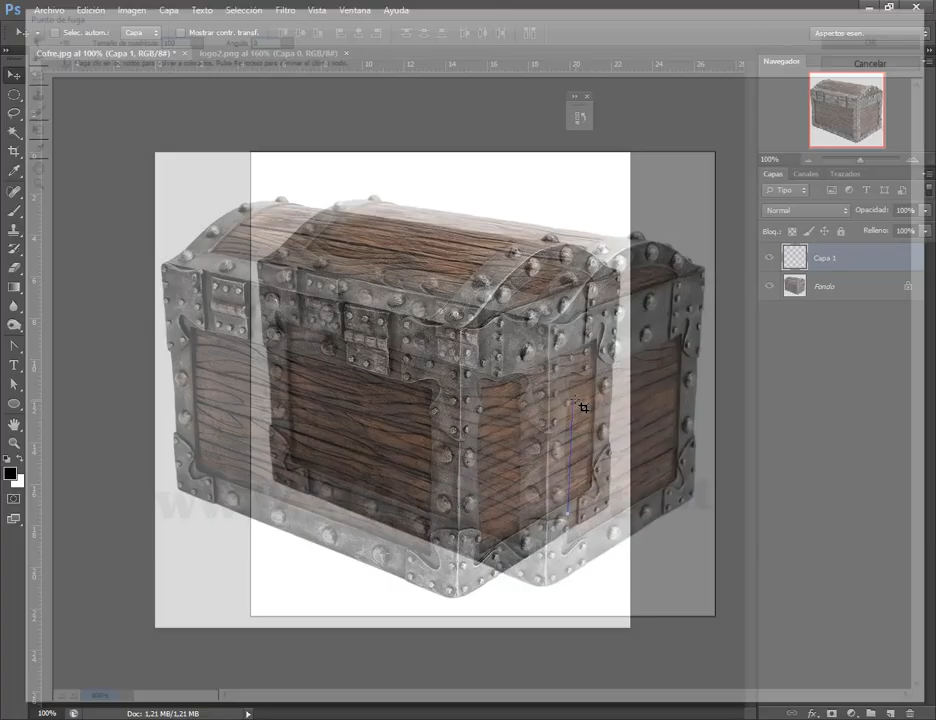 Ps Archivo Edición Imagen Capa Texto Selección Filtro Vista Ventana Ayuda
Punto de fuga
Selec. autom.: Capa Mostrar contr. transf. Aspectos esen.
Cofre.jpg al 100% (Capa 1, RGB/8#) * × logo2.png al 160% (Capa 0, RGB/8#) ×
Cancelar
Navegador
100%
Capas Canales Trazados
Tipo
Normal Opacidad: 100%
Bloq.: Relleno: 100%
Capa 1
Fondo
100% Doc: 1,21 MB/1,21 MB